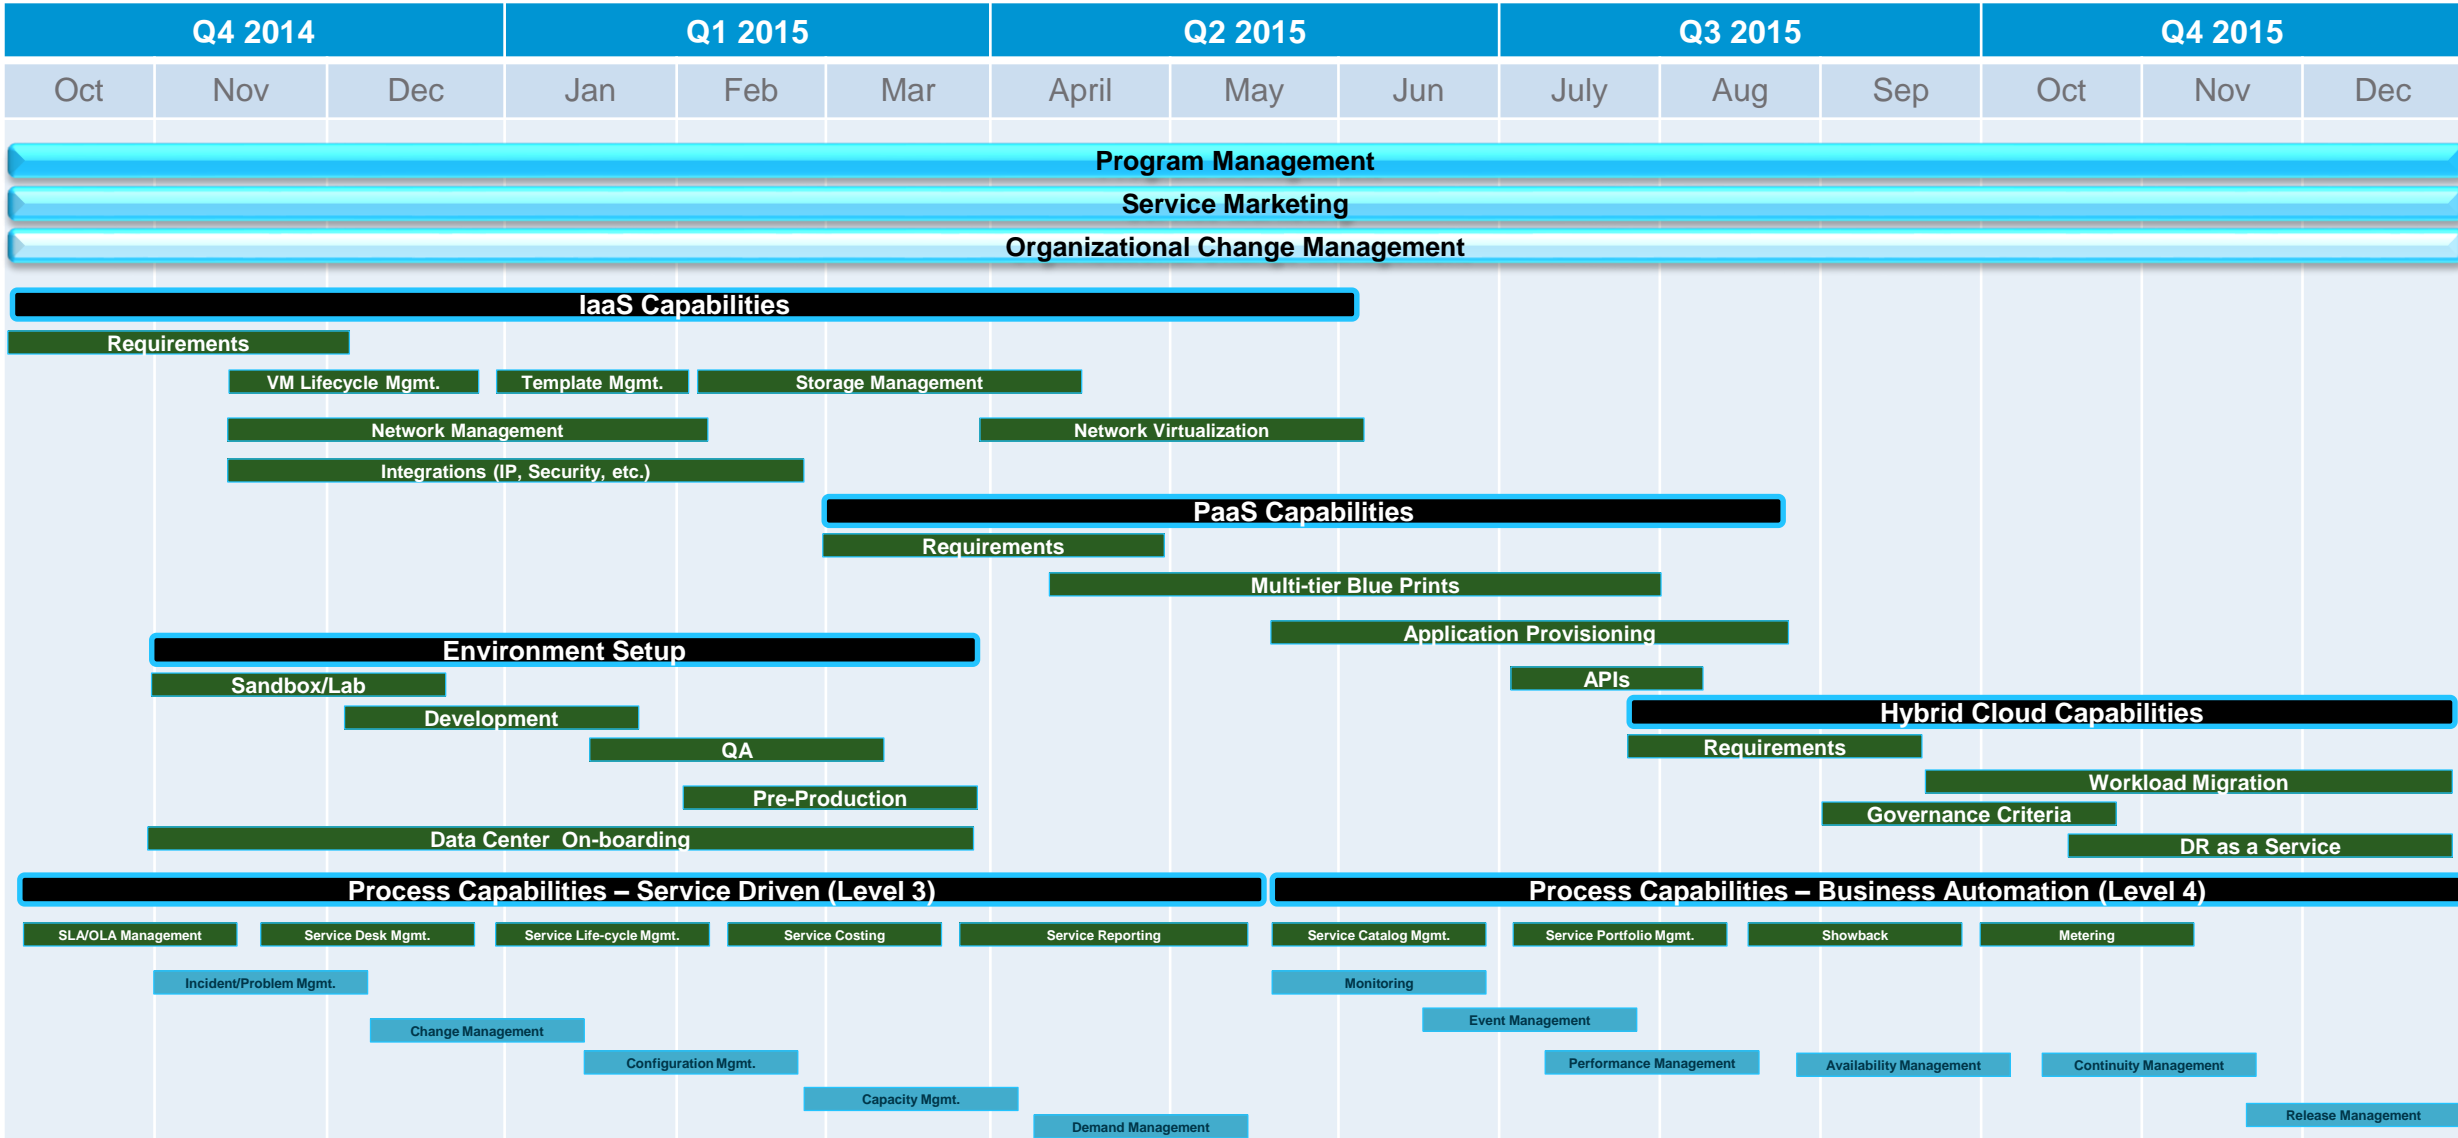 Q4 2014 Q1 2015 Q2 2015 Q3 2015 Q4 2015
Oct Nov Dec Jan Feb Mar April May Jun July Aug Sep Oct Nov Dec
Program Management
Service Marketing
Organizational Change Management
IaaS Capabilities
Requirements
VM Lifecycle Mgmt. Template Mgmt. Storage Management
Network Management Network Virtualization
Integrations (IP, Security, etc.)
PaaS Capabilities
Requirements
Multi-tier Blue Prints
Application Provisioning
Environment Setup
Sandbox/Lab APIs
Development Hybrid Cloud Capabilities
QA Requirements
Workload Migration
Pre-Production
Governance Criteria
Data Center On-boarding DR as a Service
Process Capabilities – Service Driven (Level 3) Process Capabilities – Business Automation (Level 4)
SLA/OLA Management Service Desk Mgmt. Service Life-cycle Mgmt. Service Costing Service Reporting Service Catalog Mgmt. Service Portfolio Mgmt. Showback Metering
Incident/Problem Mgmt. Monitoring
Change Management Event Management
Configuration Mgmt. Performance Management Availability Management Continuity Management
Capacity Mgmt.
Release Management
Demand Management